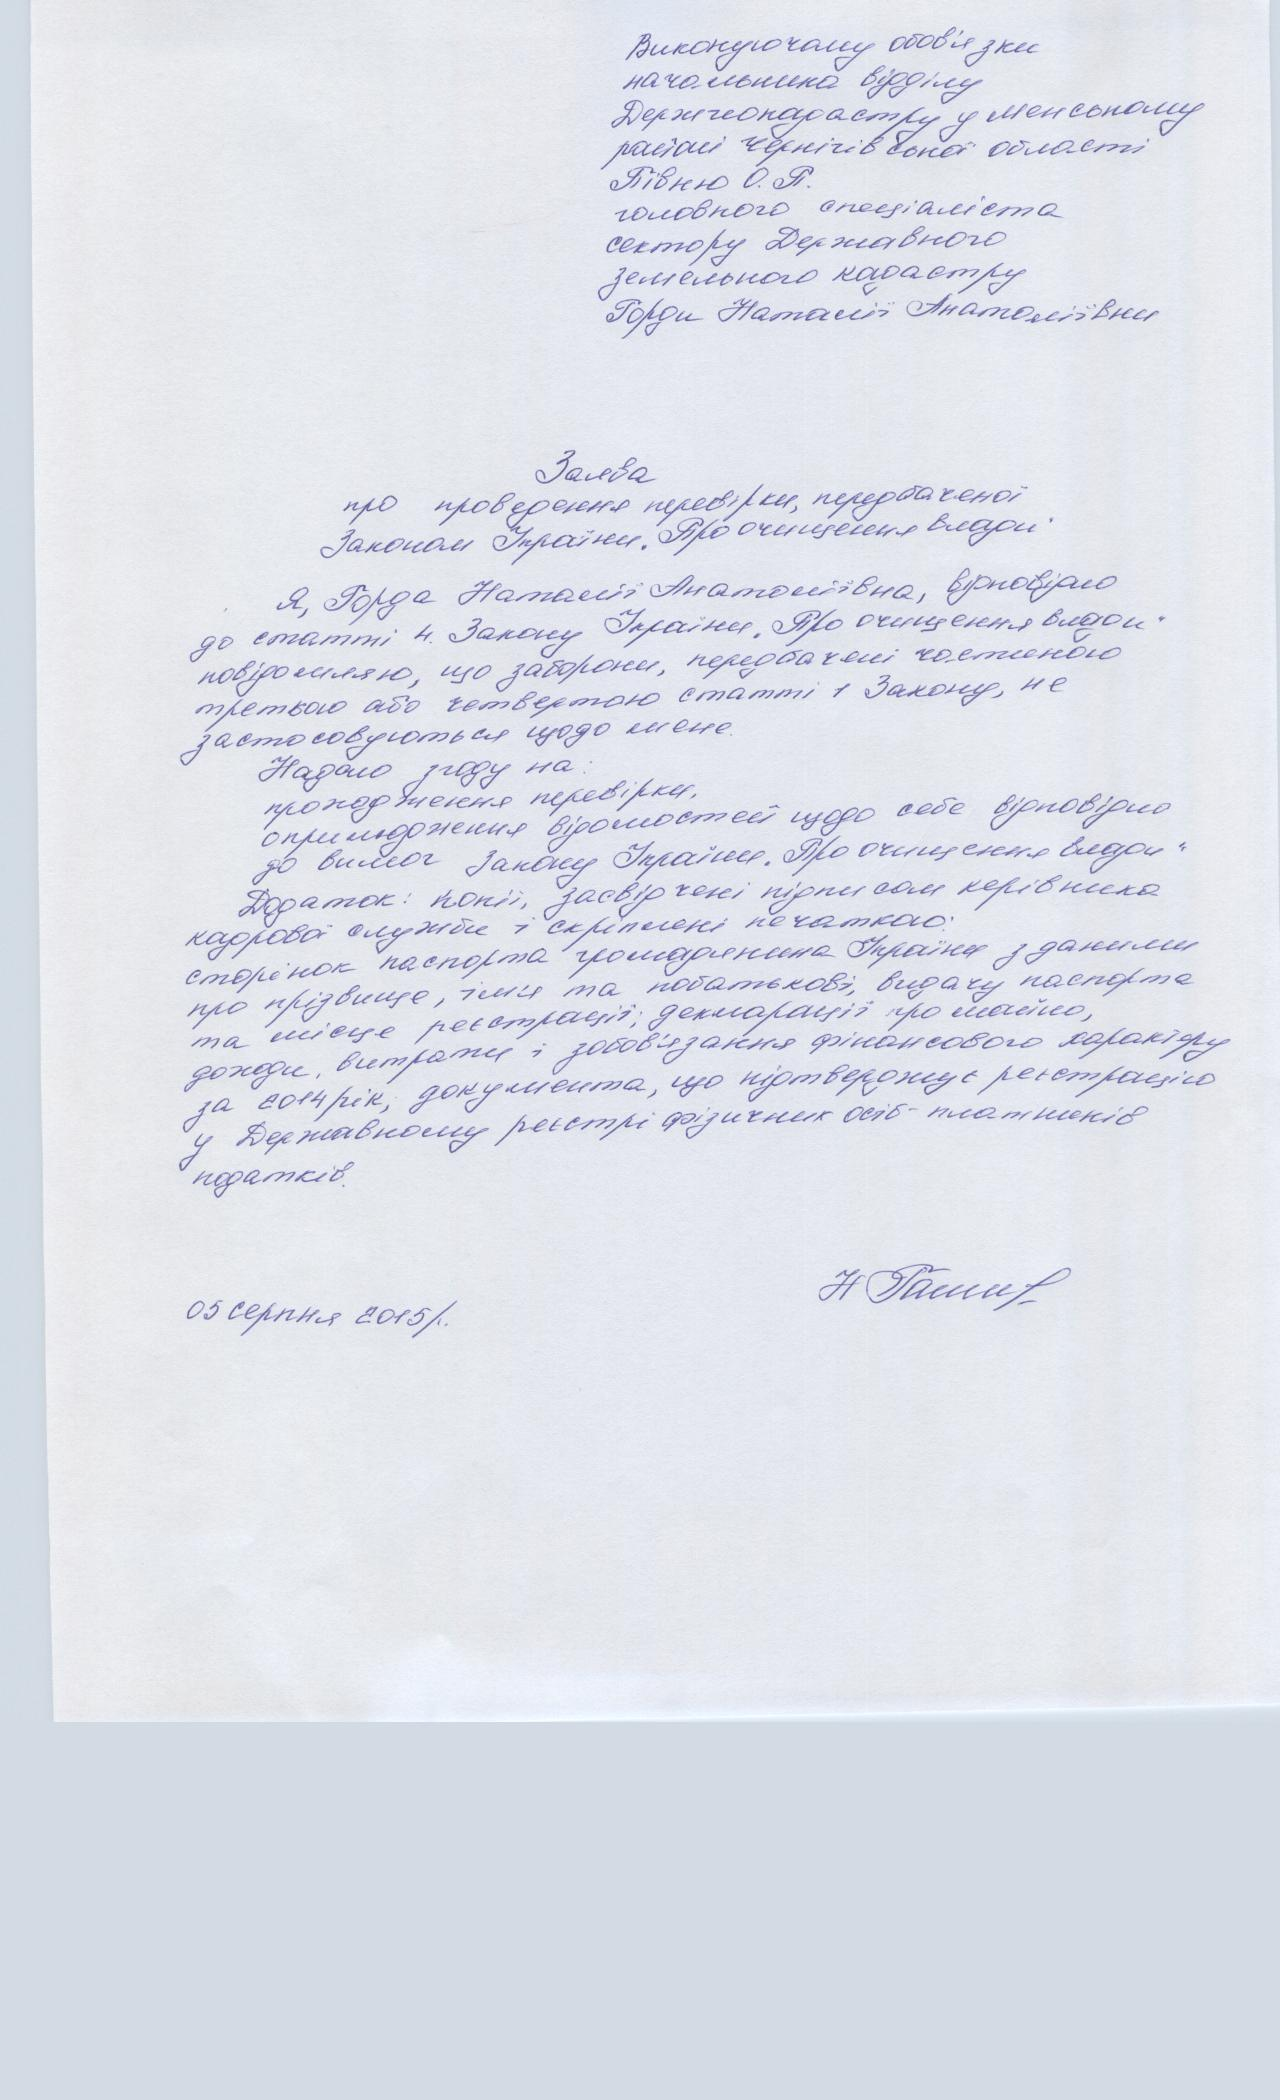 Виконуючому обов'язки
начальника відділу
Держгеокадастру у Менському
районі Чернігівської області
Півню О.П.
головного спеціаліста
сектору Державного
земельного кадастру
Горди Наталії Анатоліївни
Заява
про проведення перевірки, передбаченої
Законом України „Про очищення влади"
Я, Горда Наталії Анатоліївна, відповідно
до статті 4 Закону України „Про очищення влади"
повідомляю, що заборони, передбачені частиною
третьою або четвертою статті 1 Закону, не
застосовуються щодо мене.
Надаю згоду на:
проходження перевірки,
оприлюдження відомостей щодо себе відповідно
до вимог Закону України „Про очищення влади"
Додаток: копії, засвідчені підписом керівника
кадрової служби і скріплені печаткою:
сторінок паспорта громадянина України з даними
про прізвище, ім'я та побатькові, видачу паспорта
та місце реєстрації; декларації про майно,
доходи, витрати і зобов'язання фінансового характеру
за 2014 рік; документа, що підтверджує реєстрацію
у Державному реєстрі фізичних осіб-платників
податків.
05 серпня 2015 р.